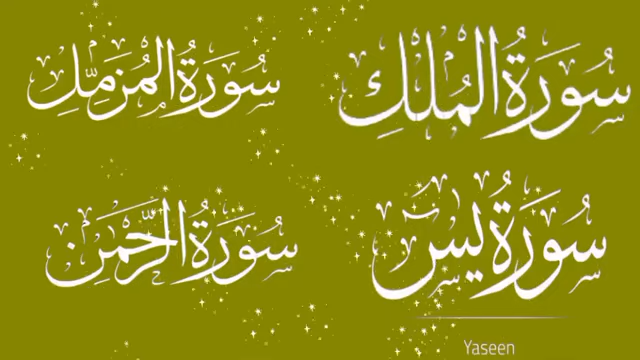 سُورَةُ المُلْكِ
سُورَةُ المُزَمِّلِ
سُورَةُ يسٓ
سُورَةُ الرَّحْمٰن
Yaseen